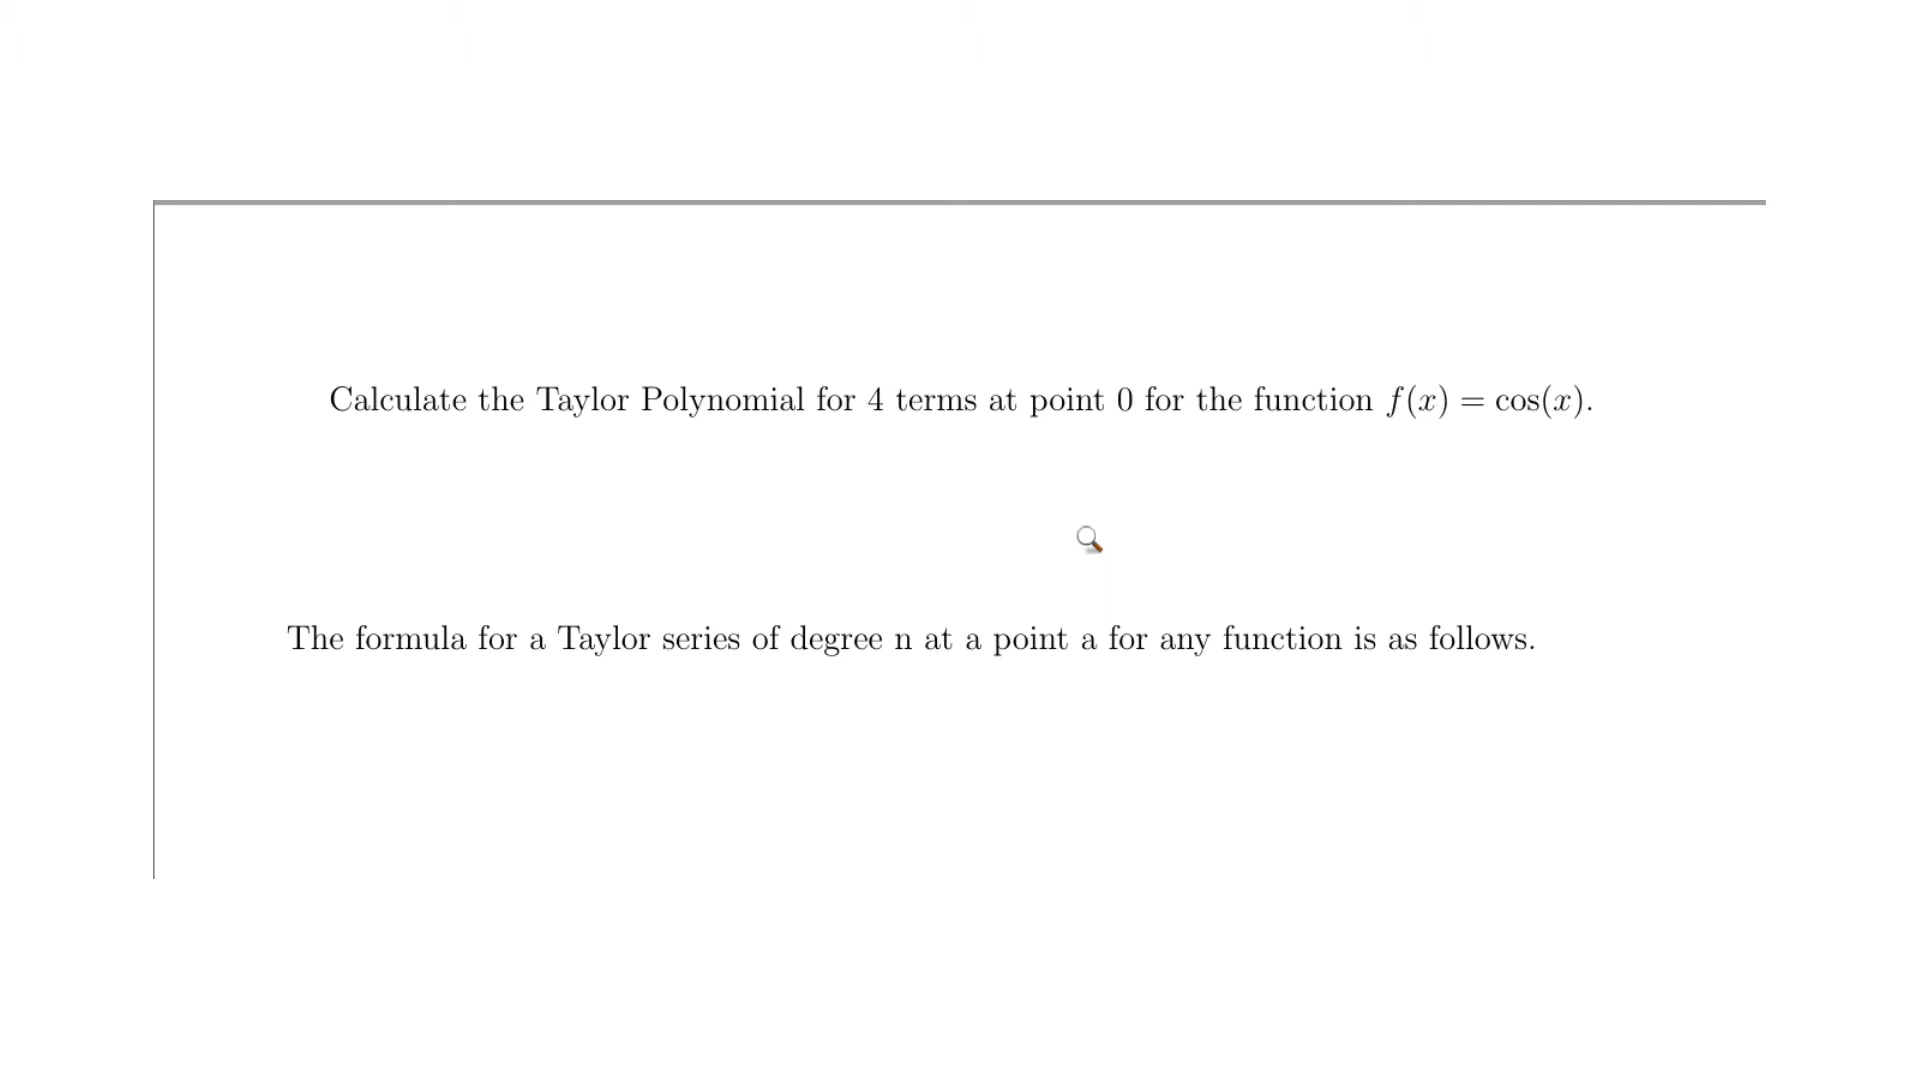 Calculate the Taylor Polynomial for 4 terms at point 0 for the function f(x) = cos(x).
The formula for a Taylor series of degree n at a point a for any function is as follows.